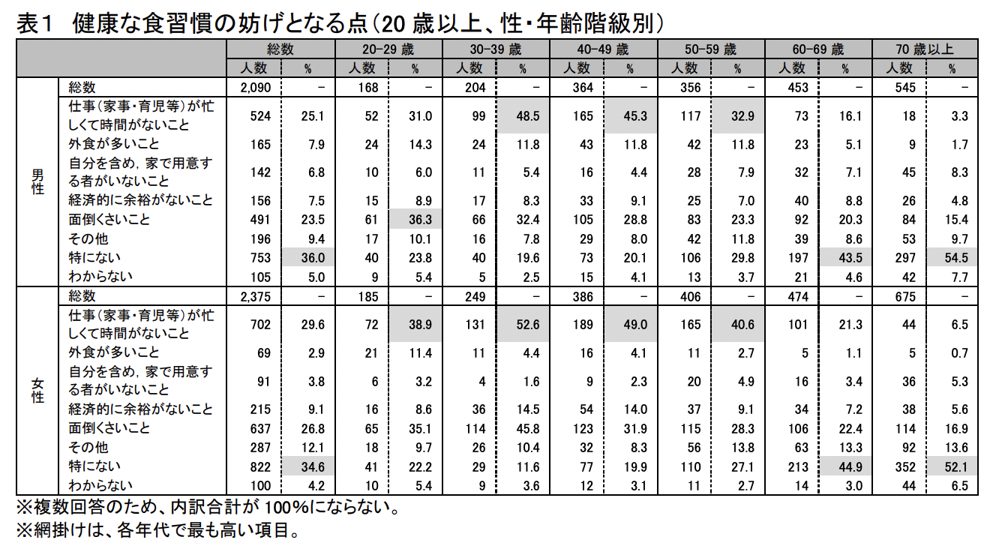 表１　健康な食習慣の妨げとなる点（20 歳以上、性・年齢階級別）
総数 20-29 歳 30-39 歳 40-49 歳 50-59 歳 60-69 歳 70 歳以上
人数 % 人数 % 人数 % 人数 % 人数 % 人数 % 人数 %
男性
総数 2,090 － 168 － 204 － 364 － 356 － 453 － 545 －
仕事（家事・育児等）が忙
しくて時間がないこと 524 25.1 52 31.0 99 48.5 165 45.3 117 32.9 73 16.1 18 3.3
外食が多いこと 165 7.9 24 14.3 24 11.8 43 11.8 42 11.8 23 5.1 9 1.7
自分を含め，家で用意す
る者がいないこと 142 6.8 10 6.0 11 5.4 16 4.4 28 7.9 32 7.1 45 8.3
経済的に余裕がないこと 156 7.5 15 8.9 17 8.3 33 9.1 25 7.0 40 8.8 26 4.8
面倒くさいこと 491 23.5 61 36.3 66 32.4 105 28.8 83 23.3 92 20.3 84 15.4
その他 196 9.4 17 10.1 16 7.8 29 8.0 42 11.8 39 8.6 53 9.7
特にない 753 36.0 40 23.8 40 19.6 73 20.1 106 29.8 197 43.5 297 54.5
わからない 105 5.0 9 5.4 5 2.5 15 4.1 13 3.7 21 4.6 42 7.7
女性
総数 2,375 － 185 － 249 － 386 － 406 － 474 － 675 －
仕事（家事・育児等）が忙
しくて時間がないこと 702 29.6 72 38.9 131 52.6 189 49.0 165 40.6 101 21.3 44 6.5
外食が多いこと 69 2.9 21 11.4 11 4.4 16 4.1 11 2.7 5 1.1 5 0.7
自分を含め，家で用意す
る者がいないこと 91 3.8 6 3.2 4 1.6 9 2.3 20 4.9 16 3.4 36 5.3
経済的に余裕がないこと 215 9.1 16 8.6 36 14.5 54 14.0 37 9.1 34 7.2 38 5.6
面倒くさいこと 637 26.8 65 35.1 114 45.8 123 31.9 115 28.3 106 22.4 114 16.9
その他 287 12.1 18 9.7 26 10.4 32 8.3 56 13.8 63 13.3 92 13.6
特にない 822 34.6 41 22.2 29 11.6 77 19.9 110 27.1 213 44.9 352 52.1
わからない 100 4.2 10 5.4 9 3.6 12 3.1 11 2.7 14 3.0 44 6.5
※複数回答のため、内訳合計が 100％にならない。
※網掛けは、各年代で最も高い項目。